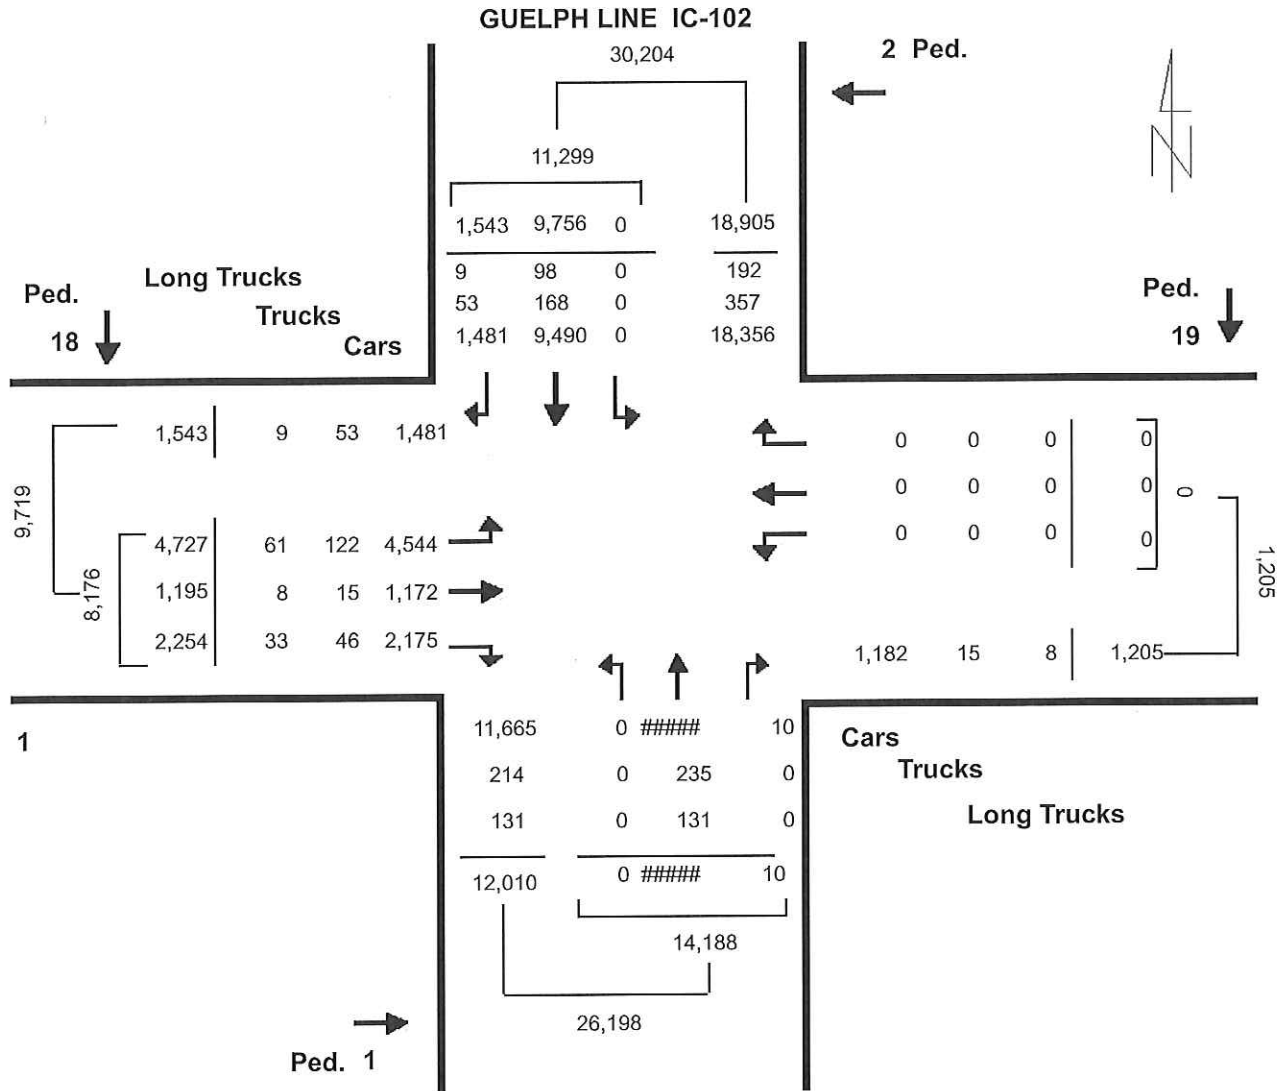 GUELPH LINE IC-102
30,204
2 Ped.
11,299
1,543 9,756 0 18,905
9 98 0 192
53 168 0 357
1,481 9,490 0 18,356
Long Trucks
Trucks
Cars
Ped.
18
Ped.
19
N
1,543 9 53 1,481
9,719
4,727 61 122 4,544
1,195 8 15 1,172
2,254 33 46 2,175
8,176
0 0 0 0
0 0 0 0
0 0 0 0
0
1,205
1,182 15 8 1,205
1
11,665 0 ##### 10
214 0 235 0
131 0 131 0
12,010 0 ##### 10
14,188
26,198
Cars
Trucks
Long Trucks
Ped. 1